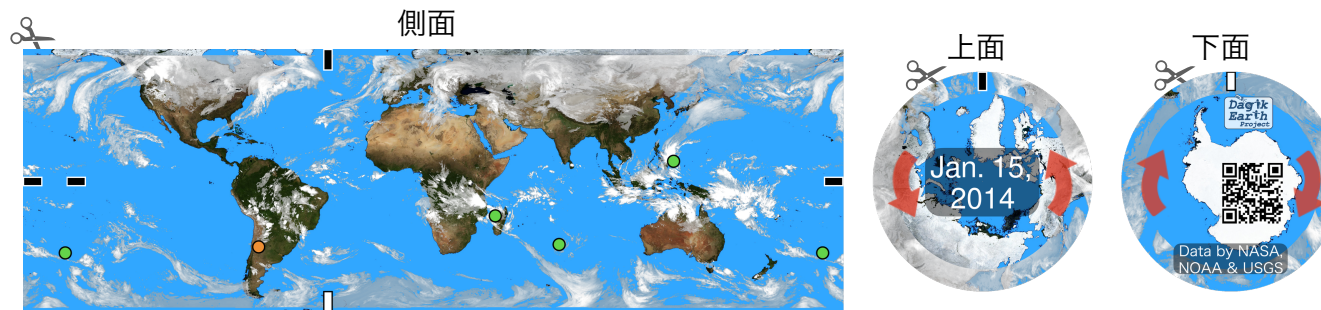 側面
上面
下面
Jan. 15,
2014
Dagik
Earth
Project
Data by NASA,
NOAA & USGS